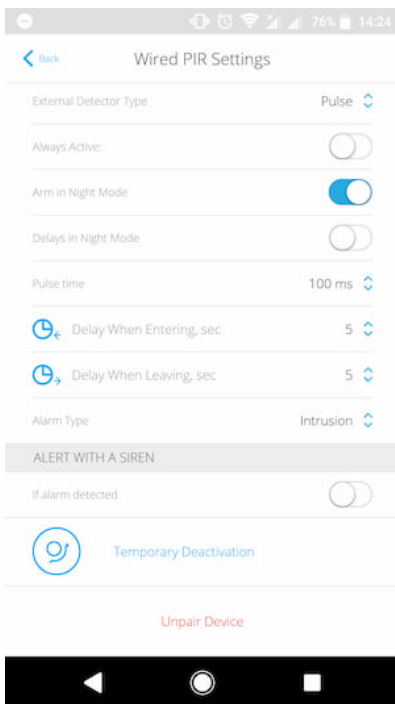 76% 14:24
Back Wired PIR Settings
External Detector Type Pulse
Always Active:
Arm in Night Mode
Delays in Night Mode
Pulse time 100 ms
Delay When Entering, sec 5
Delay When Leaving, sec 5
Alarm Type Intrusion
ALERT WITH A SIREN
If alarm detected
Temporary Deactivation
Unpair Device